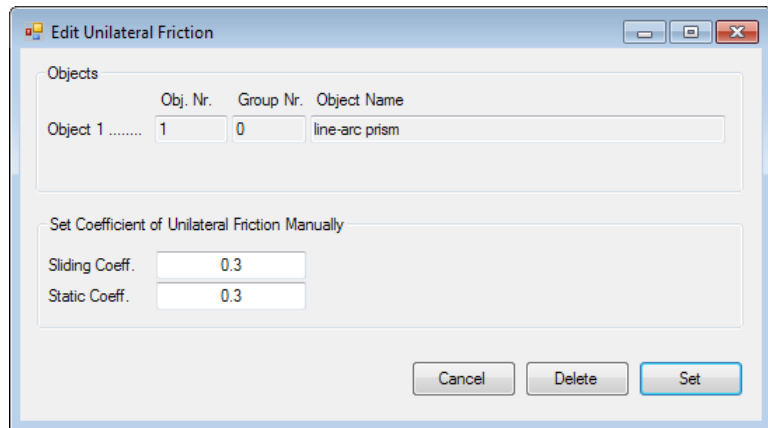 Edit Unilateral Friction
Objects
Obj. Nr. Group Nr. Object Name
Object 1 ........ 1 0 line-arc prism
Set Coefficient of Unilateral Friction Manually
Sliding Coeff. 0.3
Static Coeff. 0.3
Cancel Delete Set